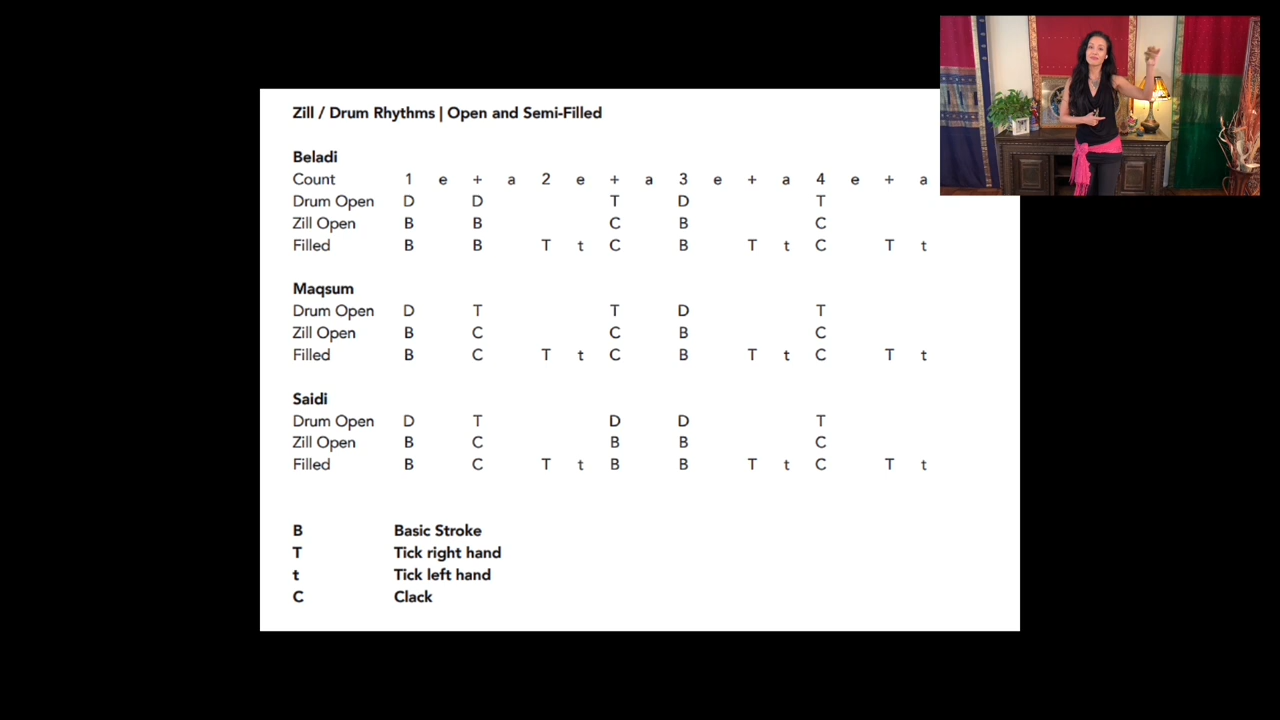 Zill / Drum Rhythms | Open and Semi-Filled
Beladi
Count 1 e + a 2 e + a 3 e + a 4 e + a
Drum Open D D T D T
Zill Open B B C B C
Filled B B T t C B T t C T t
Maqsum
Drum Open D T T D T
Zill Open B C C B C
Filled B C T t C B T t C T t
Saidi
Drum Open D T D D T
Zill Open B C B B C
Filled B C T t B B T t C T t
B Basic Stroke
T Tick right hand
t Tick left hand
C Clack